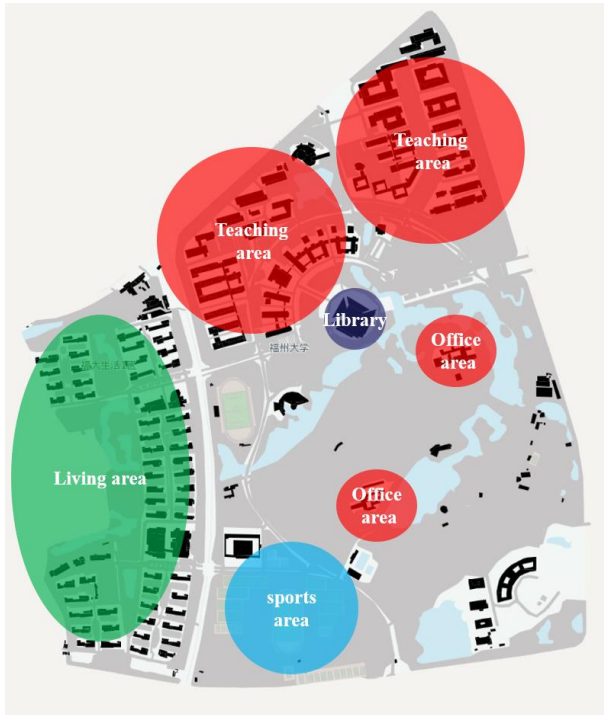 Teaching
area
Teaching
area
Library
Office
area
福州大学
Living area
Office
area
sports
area